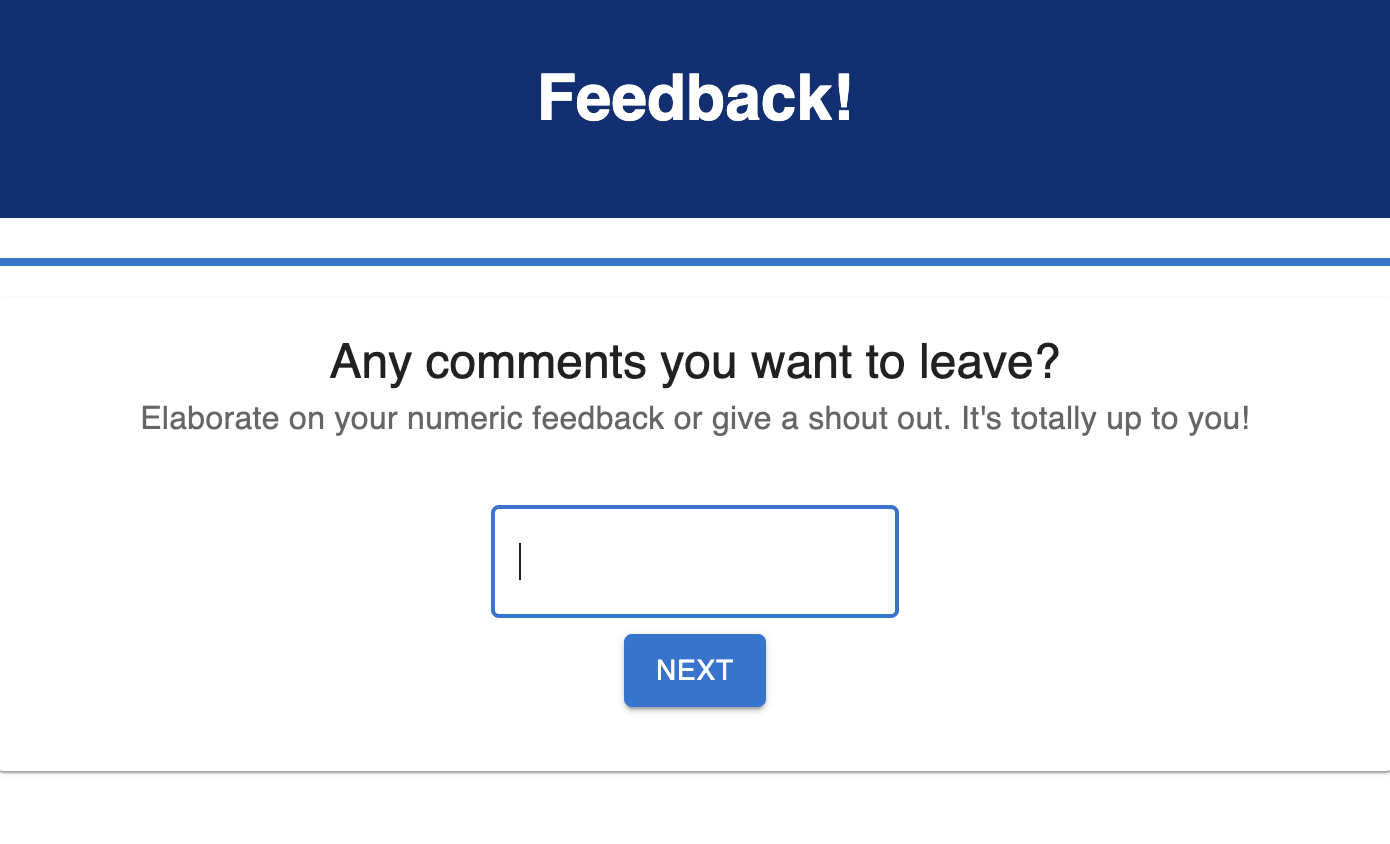 Feedback!
Any comments you want to leave?
Elaborate on your numeric feedback or give a shout out. It's totally up to you!
NEXT